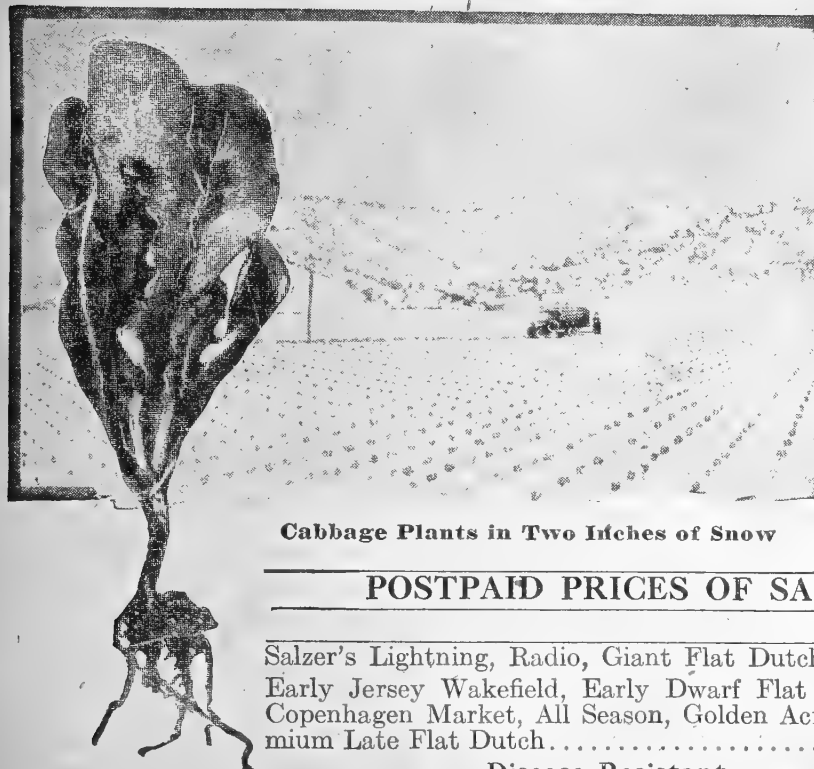 Cabbage Plants in Two Inches of Snow
POSTPAID PRICES OF SA
Salzer's Lightning, Radio, Giant Flat Dutch
Early Jersey Wakefield, Early Dwarf Flat
Copenhagen Market, All Season, Golden Ac
mium Late Flat Dutch....................
Disease Resistant